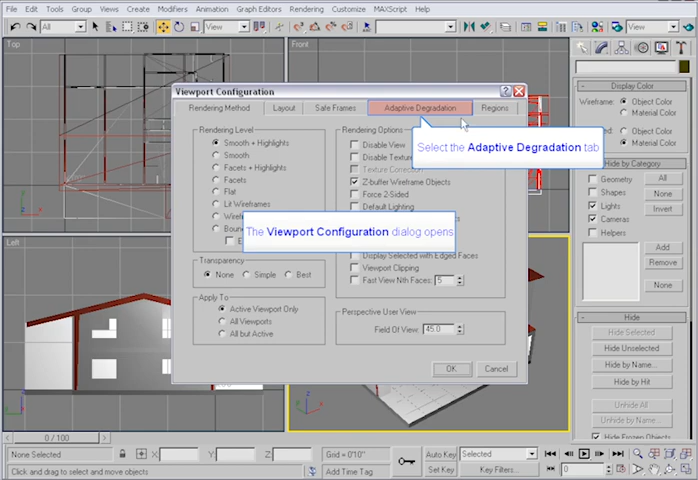 File Edit Tools Group Views Create Modifiers Animation Graph Editors Rendering Customize MAXScript Help
All View
Top Front
Viewport Configuration
Rendering Method Layout Safe Frames Adaptive Degradation Regions
Select the Adaptive Degradation tab
Rendering Level
Smooth + Highlights
Smooth
Facets + Highlights
Facets
Flat
Lit Wireframes
The Viewport Configuration dialog opens
Transparency
None Simple Best
Apply To
Active Viewport Only
All Viewports
All but Active
Rendering Options
Disable View
Disable Texture
Texture Correction
Z-buffer Wireframe Objects
Force 2-Sided
Default Lighting
Display Selected with Edged Faces
Viewport Clipping
Fast View Nth Faces: 5
Perspective User View
Field Of View: 45.0
OK Cancel
Left
Display Color
Wireframe: Object Color
Material Color
Object Color
Material Color
Hide by Category
Geometry All
Shapes None
Lights Invert
Cameras
Helpers
Add
Remove
None
Hide
Hide Selected
Hide Unselected
Hide by Name...
Hide by Hit
Unhide All
Unhide by Name...
Hide Frozen Objects
0 / 100
None Selected X: Y: Z: Grid = 0'10" Auto Key Selected
Click and drag to select and move objects Add Time Tag Set Key Key Filters... 0